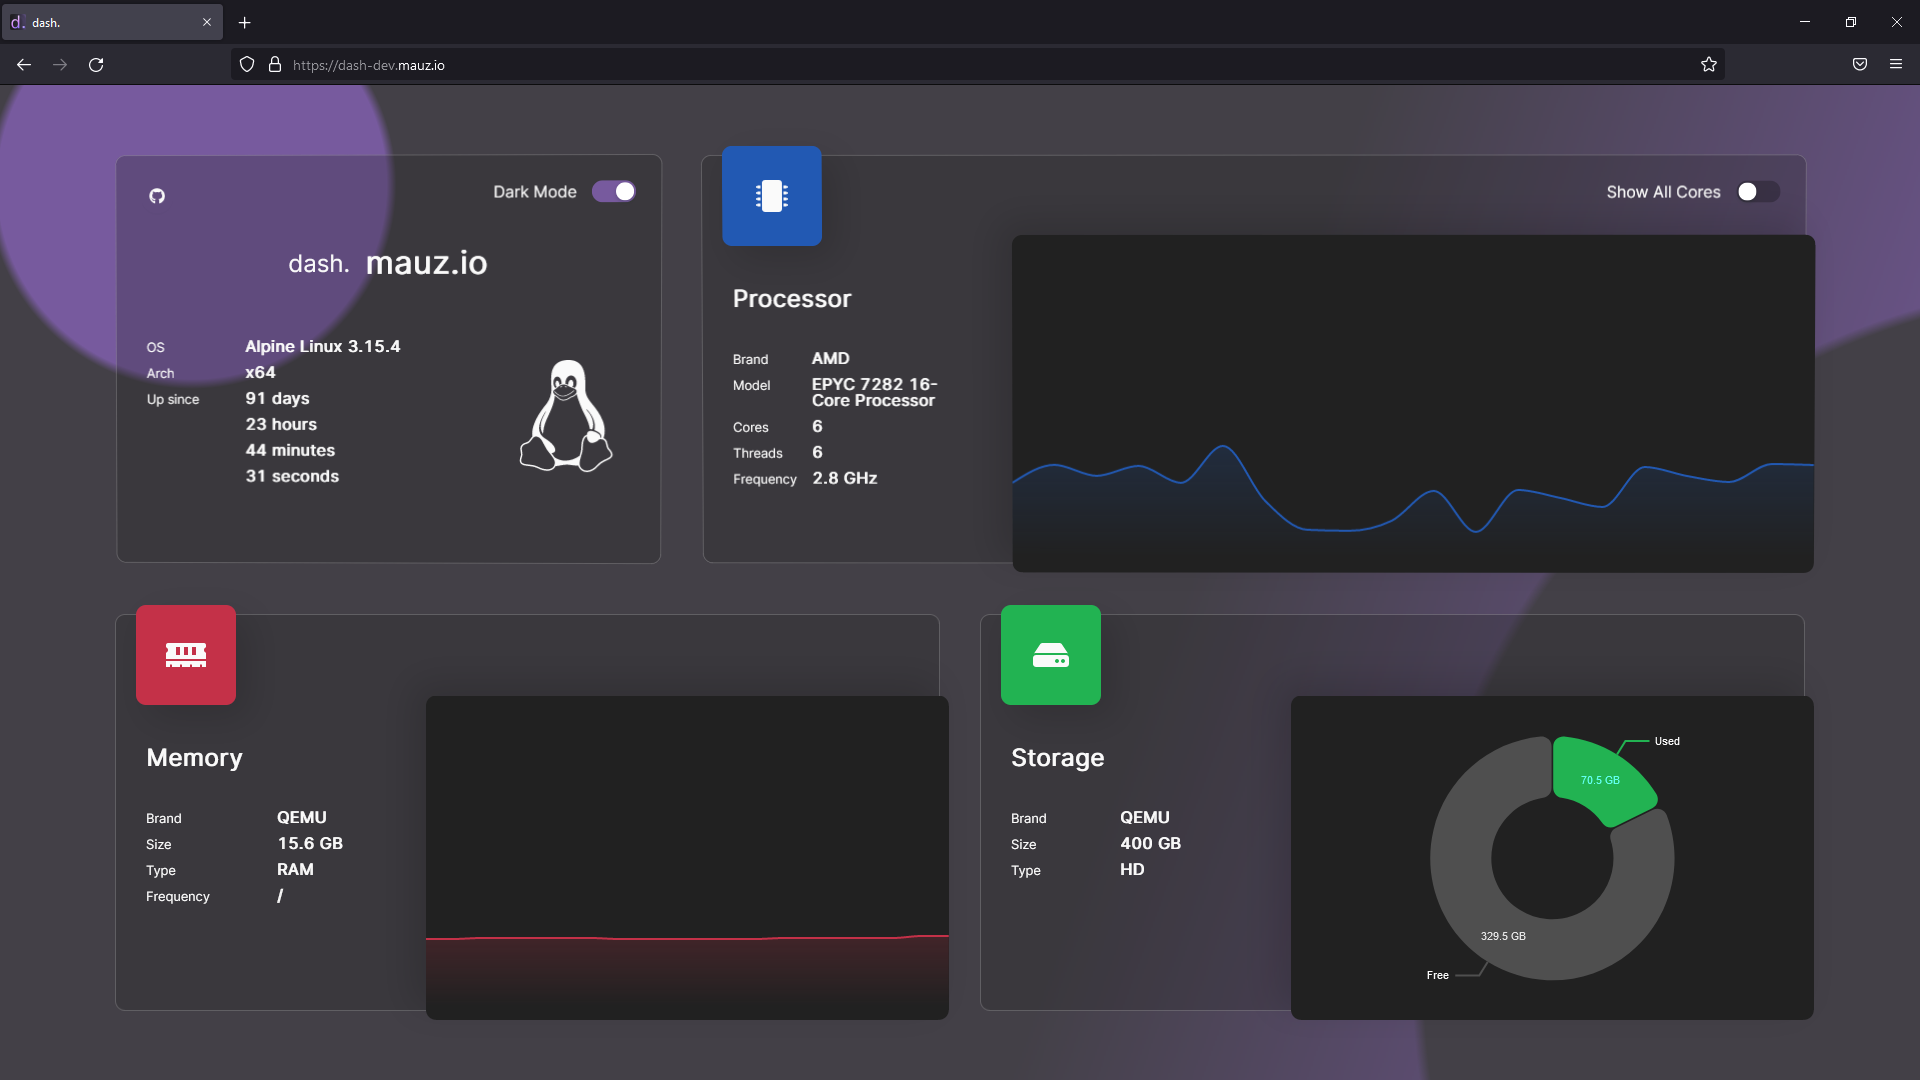 d. dash.
https://dash-dev.mauz.io
Dark Mode
dash. mauz.io
OS Alpine Linux 3.15.4
Arch x64
Up since 91 days
23 hours
44 minutes
31 seconds
Show All Cores
Processor
Brand AMD
Model EPYC 7282 16-
Core Processor
Cores 6
Threads 6
Frequency 2.8 GHz
Memory
Brand QEMU
Size 15.6 GB
Type RAM
Frequency /
Storage
Brand QEMU
Size 400 GB
Type HD
Used
70.5 GB
329.5 GB
Free